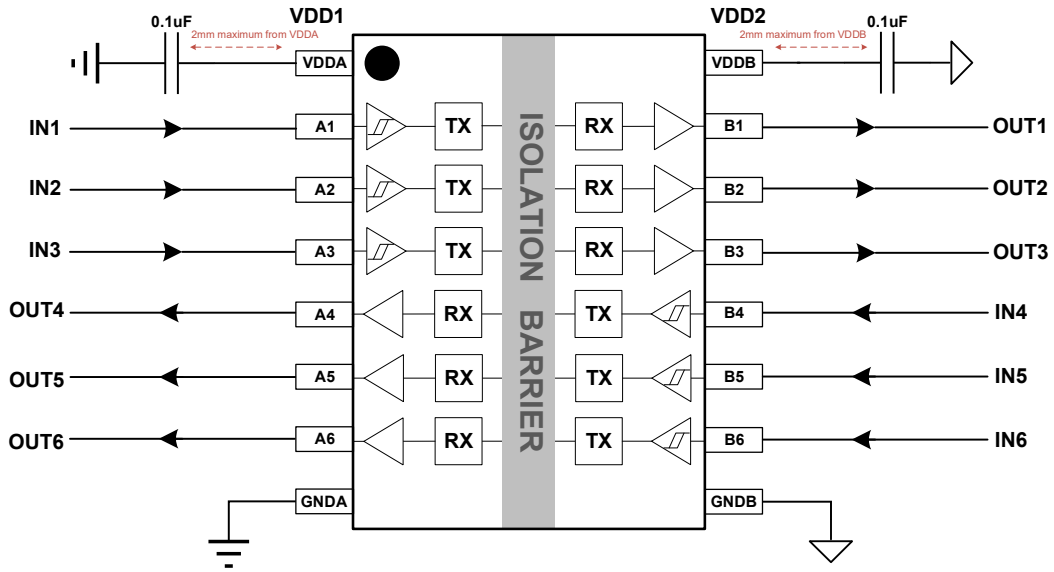 VDD1
VDD2
0.1uF
0.1uF
2mm maximum from VDDA
2mm maximum from VDDB
VDDA
VDDB
IN1 A1 TX RX B1 OUT1
IN2 A2 TX RX B2 OUT2
IN3 A3 TX RX B3 OUT3
OUT4 A4 RX TX B4 IN4
OUT5 A5 RX TX B5 IN5
OUT6 A6 RX TX B6 IN6
ISOLATION BARRIER
GNDA
GNDB